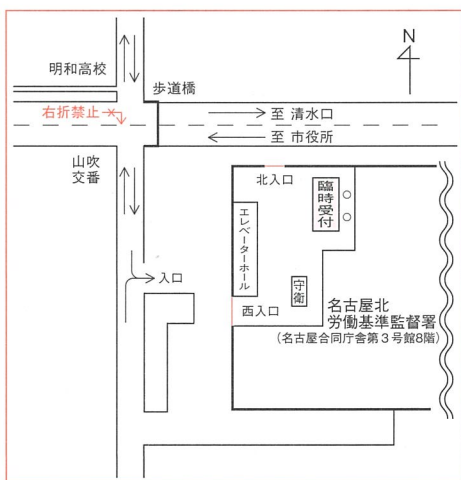 N
明和高校
歩道橋
右折禁止
至 清水口
至 市役所
山吹
交番
北入口
臨時受付
エレベーターホール
守衛
入口
西入口
名古屋北
労働基準監督署
(名古屋合同庁舎第3号館8階)